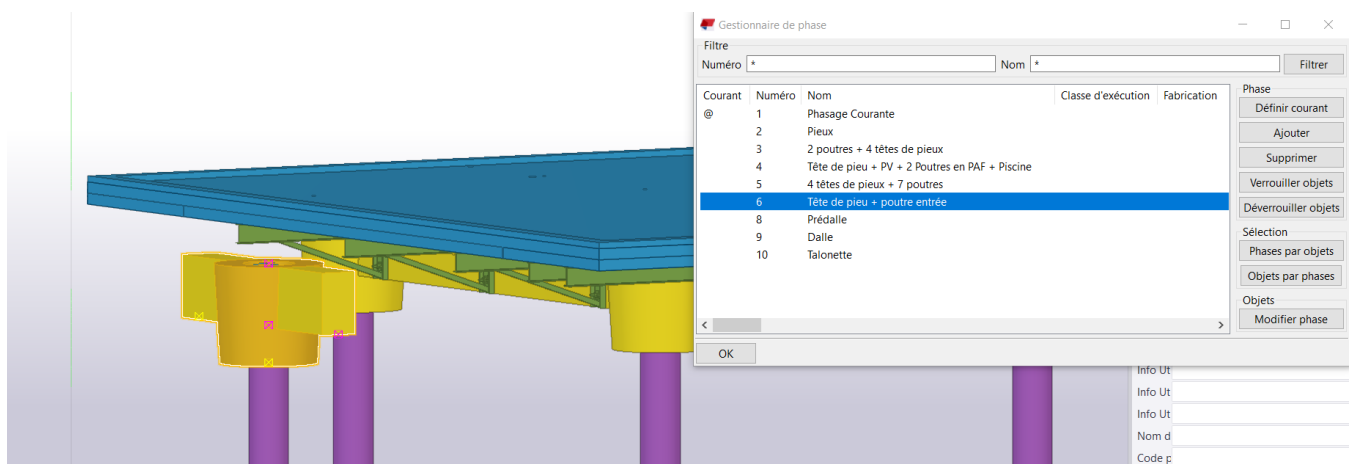 Gestionnaire de phase
Filtre
Numéro * Nom * Filtrer
Courant Numéro Nom Classe d'exécution Fabrication
@ 1 Phasage Courante
2 Pieux
3 2 poutres + 4 têtes de pieux
4 Tête de pieu + PV + 2 Poutres en PAF + Piscine
5 4 têtes de pieux + 7 poutres
6 Tête de pieu + poutre entrée
8 Prédalle
9 Dalle
10 Talonette
Phase
Définir courant
Ajouter
Supprimer
Verrouiller objets
Déverrouiller objets
Sélection
Phases par objets
Objets par phases
Objets
Modifier phase
OK
Info Ut
Info Ut
Info Ut
Nom d
Code p